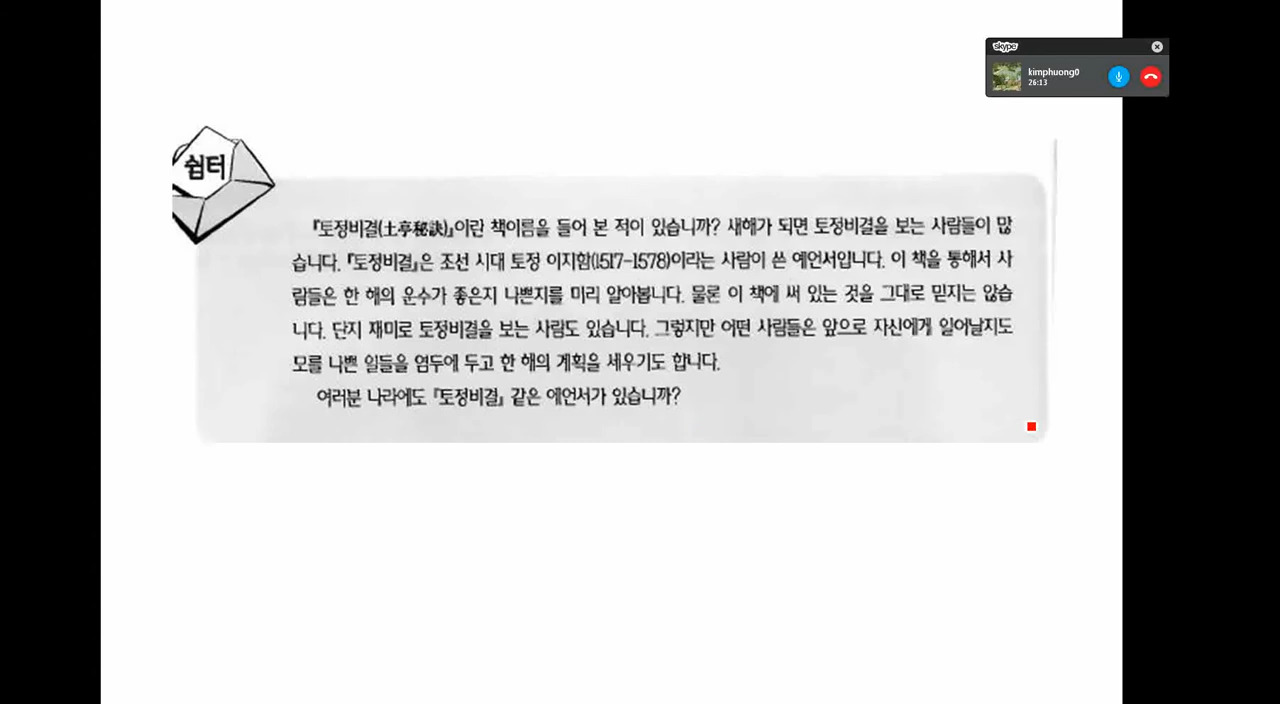 skype
kimphuong0
26:13
쉼터
『토정비결(土亭秘訣)』이란 책이름을 들어 본 적이 있습니까? 새해가 되면 토정비결을 보는 사람들이 많
습니다. 『토정비결』은 조선 시대 토정 이지함(1517-1578)이라는 사람이 쓴 예언서입니다. 이 책을 통해서 사
람들은 한 해의 운수가 좋은지 나쁜지를 미리 알아봅니다. 물론 이 책에 써 있는 것을 그대로 믿지는 않습
니다. 단지 재미로 토정비결을 보는 사람도 있습니다. 그렇지만 어떤 사람들은 앞으로 자신에게 일어날지도
모를 나쁜 일들을 염두에 두고 한 해의 계획을 세우기도 합니다.
여러분 나라에도 『토정비결』 같은 예언서가 있습니까?